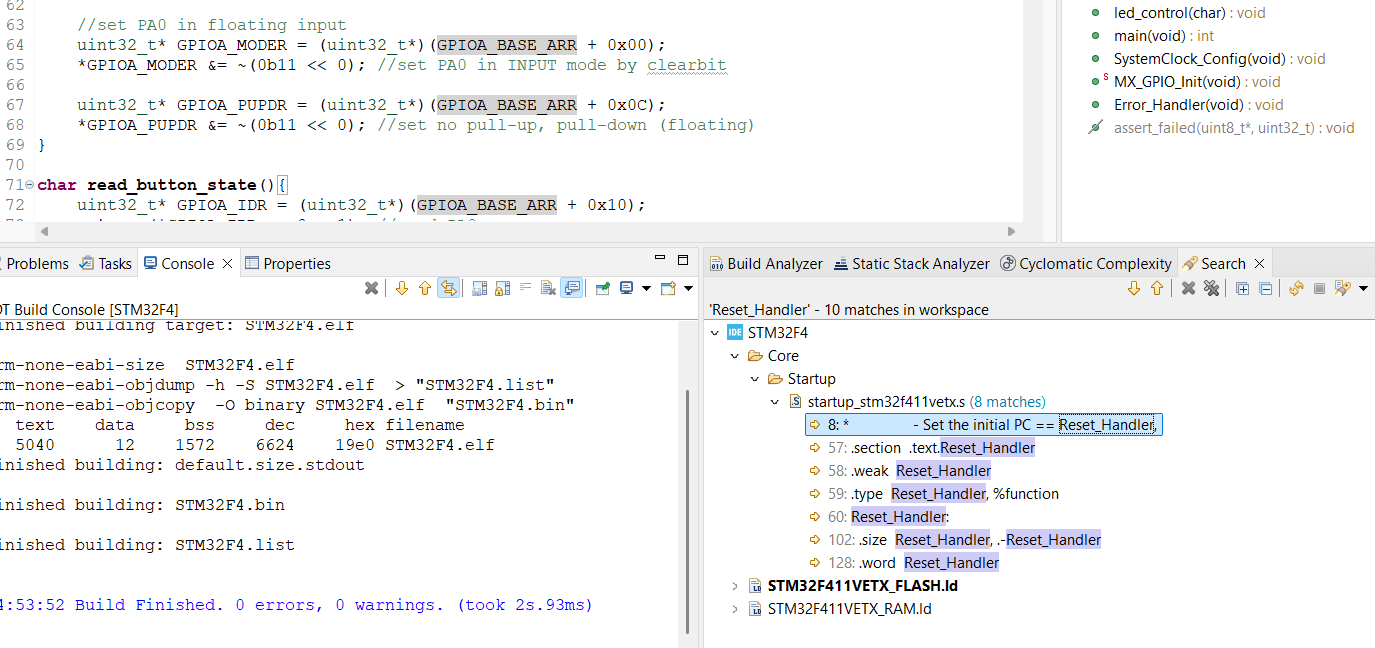 62
63 //set PA0 in floating input
64 uint32_t* GPIOA_MODER = (uint32_t*)(GPIOA_BASE_ARR + 0x00);
65 *GPIOA_MODER &= ~(0b11 << 0); //set PA0 in INPUT mode by clearbit
66
67 uint32_t* GPIOA_PUPDR = (uint32_t*)(GPIOA_BASE_ARR + 0x0C);
68 *GPIOA_PUPDR &= ~(0b11 << 0); //set no pull-up, pull-down (floating)
69 }
70
71 char read_button_state(){
72 uint32_t* GPIOA_IDR = (uint32_t*)(GPIOA_BASE_ARR + 0x10);
led_control(char) : void
main(void) : int
SystemClock_Config(void) : void
S MX_GPIO_Init(void) : void
Error_Handler(void) : void
assert_failed(uint8_t*, uint32_t) : void
Problems Tasks Console Properties
DT Build Console [STM32F4]
inished building target: STM32F4.elf
rm-none-eabi-size STM32F4.elf
rm-none-eabi-objdump -h -S STM32F4.elf > "STM32F4.list"
rm-none-eabi-objcopy -O binary STM32F4.elf "STM32F4.bin"
text data bss dec hex filename
5040 12 1572 6624 19e0 STM32F4.elf
inished building: default.size.stdout
inished building: STM32F4.bin
inished building: STM32F4.list
4:53:52 Build Finished. 0 errors, 0 warnings. (took 2s.93ms)
Build Analyzer Static Stack Analyzer Cyclomatic Complexity Search
'Reset_Handler' - 10 matches in workspace
IDE STM32F4
Core
Startup
.S startup_stm32f411vetx.s (8 matches)
8: * - Set the initial PC == Reset_Handler,
57: .section .text.Reset_Handler
58: .weak Reset_Handler
59: .type Reset_Handler, %function
60: Reset_Handler:
102: .size Reset_Handler, .-Reset_Handler
128: .word Reset_Handler
STM32F411VETX_FLASH.ld
STM32F411VETX_RAM.ld